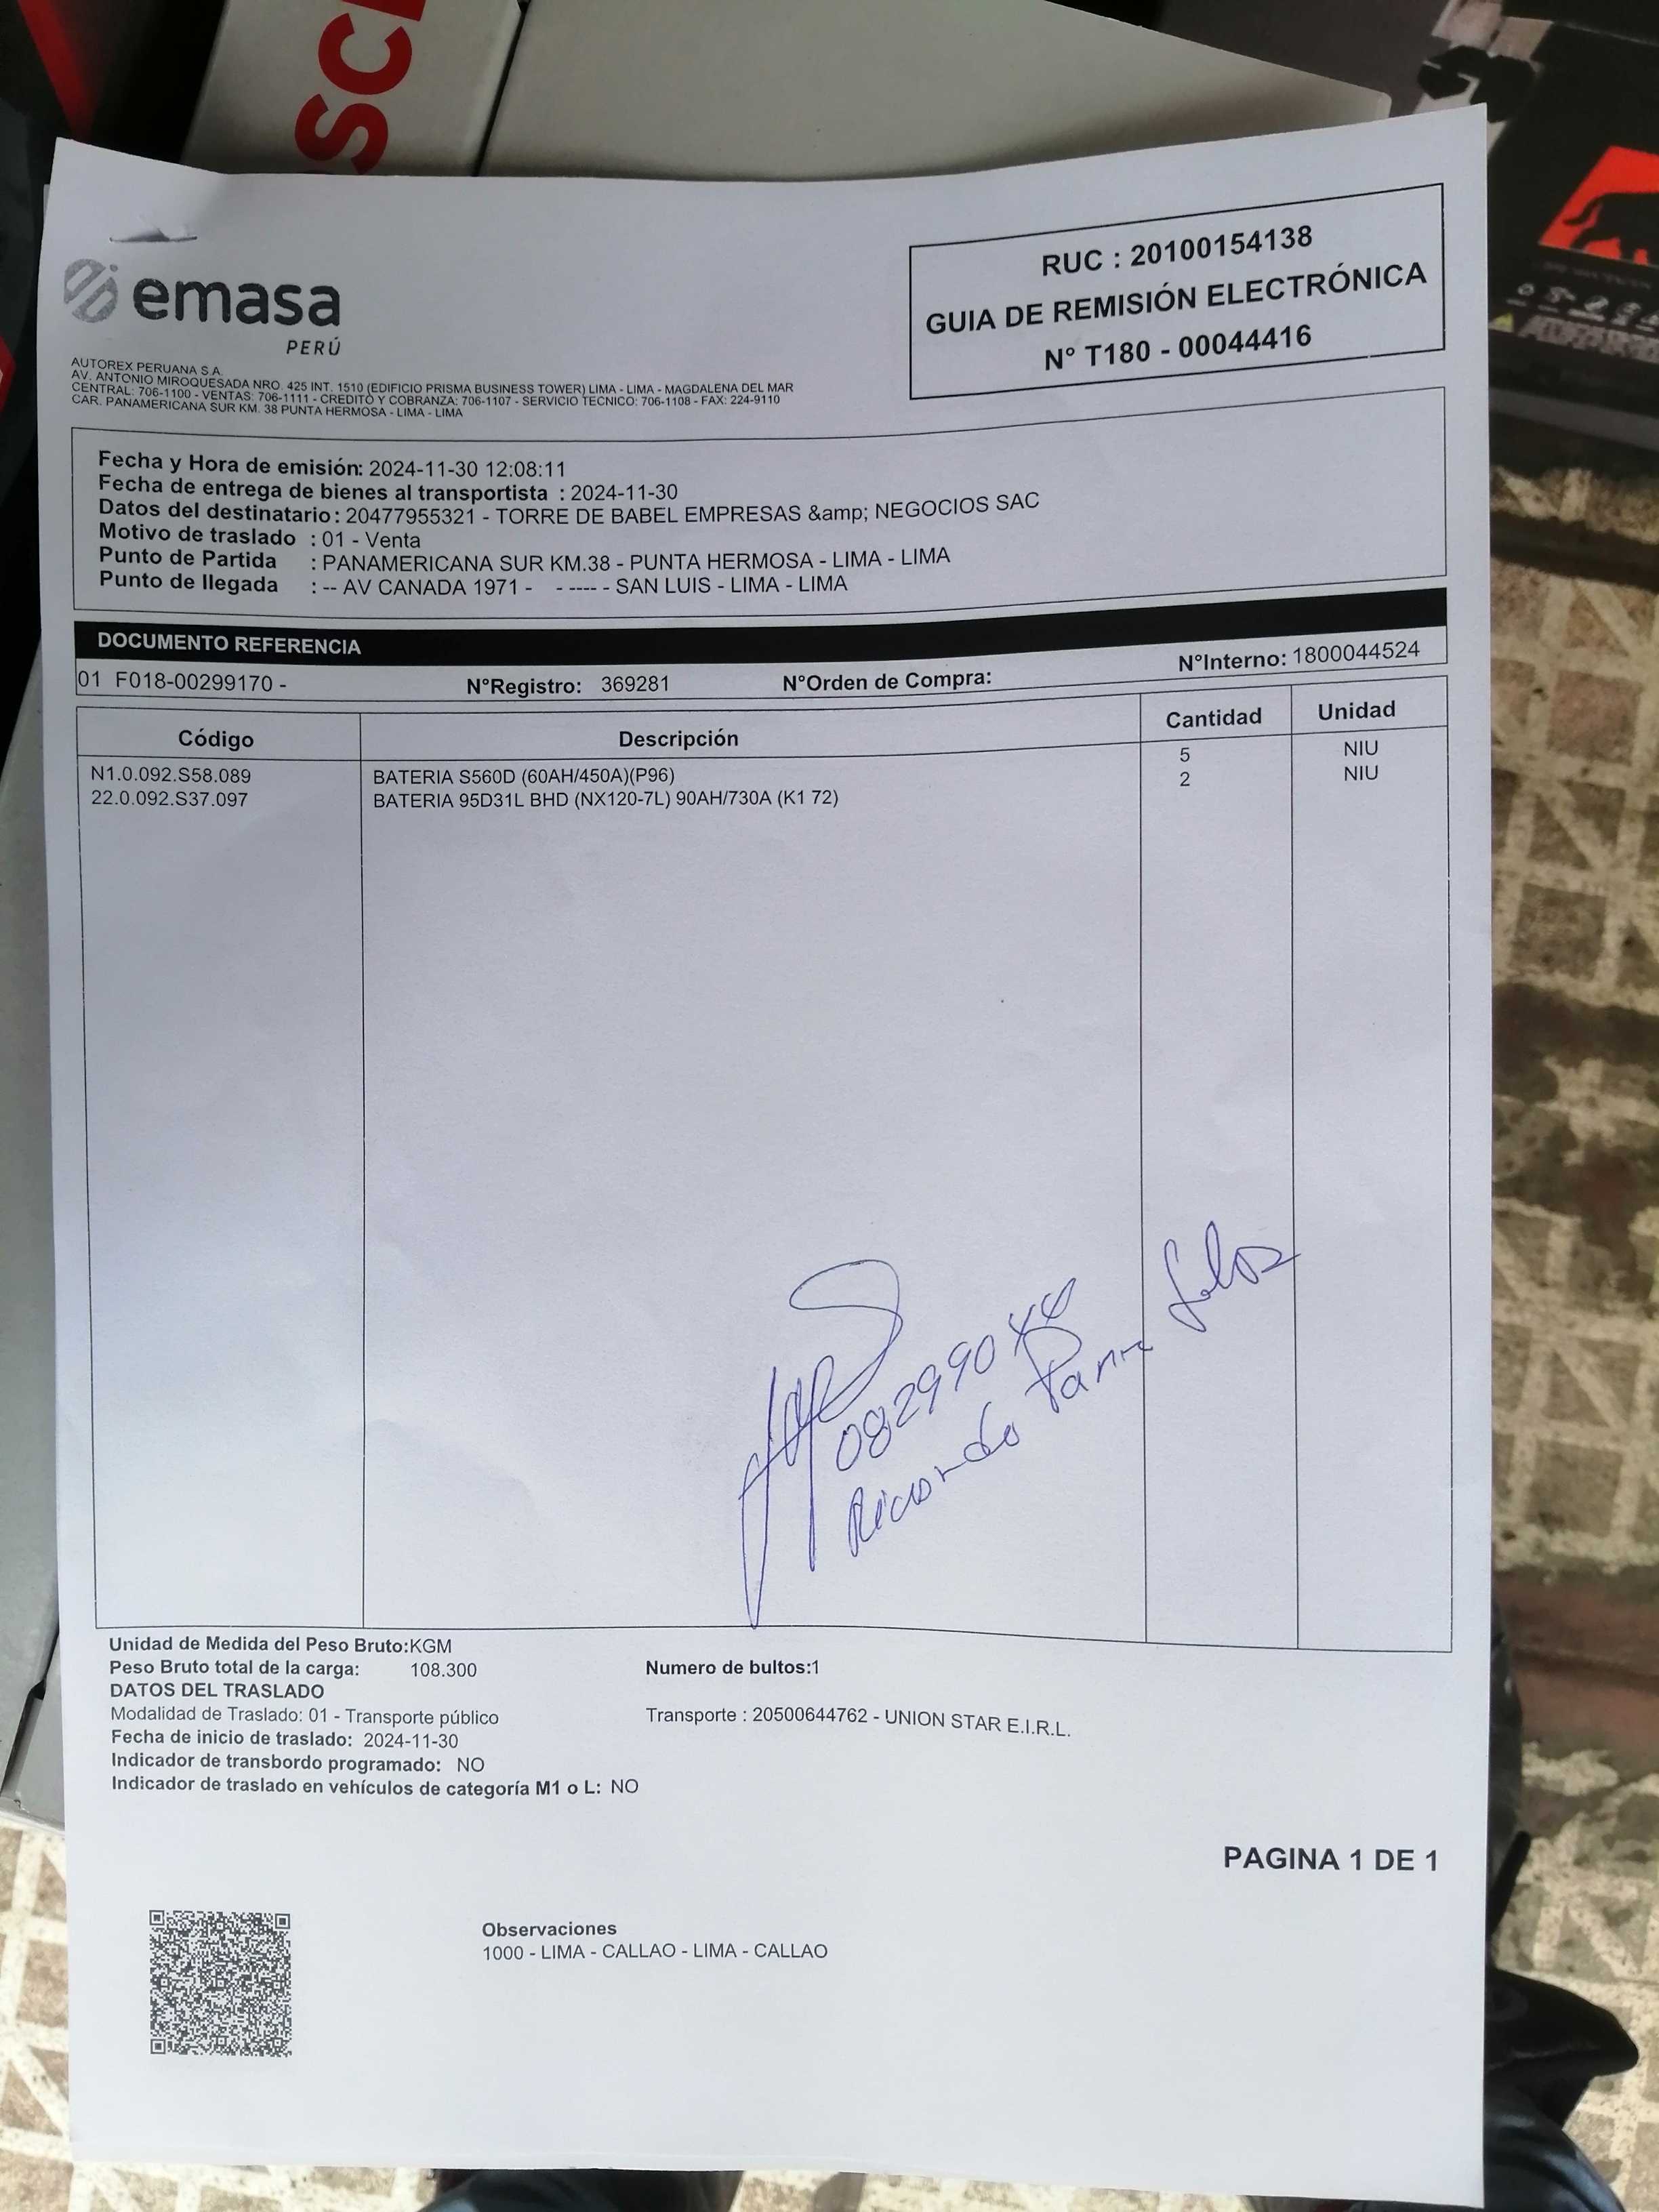 emasa
PERÚ
AUTOREX PERUANA S.A.
AV. ANTONIO MIROQUESADA NRO. 425 INT. 1510 (EDIFICIO PRISMA BUSINESS TOWER) LIMA - LIMA - MAGDALENA DEL MAR
CENTRAL: 706-1100 - VENTAS: 706-1111 - CREDITO Y COBRANZA: 706-1107 - SERVICIO TECNICO: 706-1108 - FAX: 224-9110
CAR. PANAMERICANA SUR KM. 38 PUNTA HERMOSA - LIMA - LIMA
RUC : 20100154138
GUIA DE REMISIÓN ELECTRÓNICA
N° T180 - 00044416
Fecha y Hora de emisión: 2024-11-30 12:08:11
Fecha de entrega de bienes al transportista : 2024-11-30
Datos del destinatario: 20477955321 - TORRE DE BABEL EMPRESAS &amp; NEGOCIOS SAC
Motivo de traslado : 01 - Venta
Punto de Partida : PANAMERICANA SUR KM.38 - PUNTA HERMOSA - LIMA - LIMA
Punto de llegada : -- AV CANADA 1971 - - ---- - SAN LUIS - LIMA - LIMA
DOCUMENTO REFERENCIA
01 F018-00299170 - N°Registro: 369281 N°Orden de Compra: N°Interno: 1800044524
Código Descripción Cantidad Unidad
N1.0.092.S58.089 BATERIA S560D (60AH/450A)(P96) 5 NIU
22.0.092.S37.097 BATERIA 95D31L BHD (NX120-7L) 90AH/730A (K1 72) 2 NIU
Ricardo
Unidad de Medida del Peso Bruto:KGM
Peso Bruto total de la carga: 108.300 Numero de bultos:1
DATOS DEL TRASLADO
Modalidad de Traslado: 01 - Transporte público Transporte : 20500644762 - UNION STAR E.I.R.L.
Fecha de inicio de traslado: 2024-11-30
Indicador de transbordo programado: NO
Indicador de traslado en vehículos de categoría M1 o L: NO
PAGINA 1 DE 1
Observaciones
1000 - LIMA - CALLAO - LIMA - CALLAO